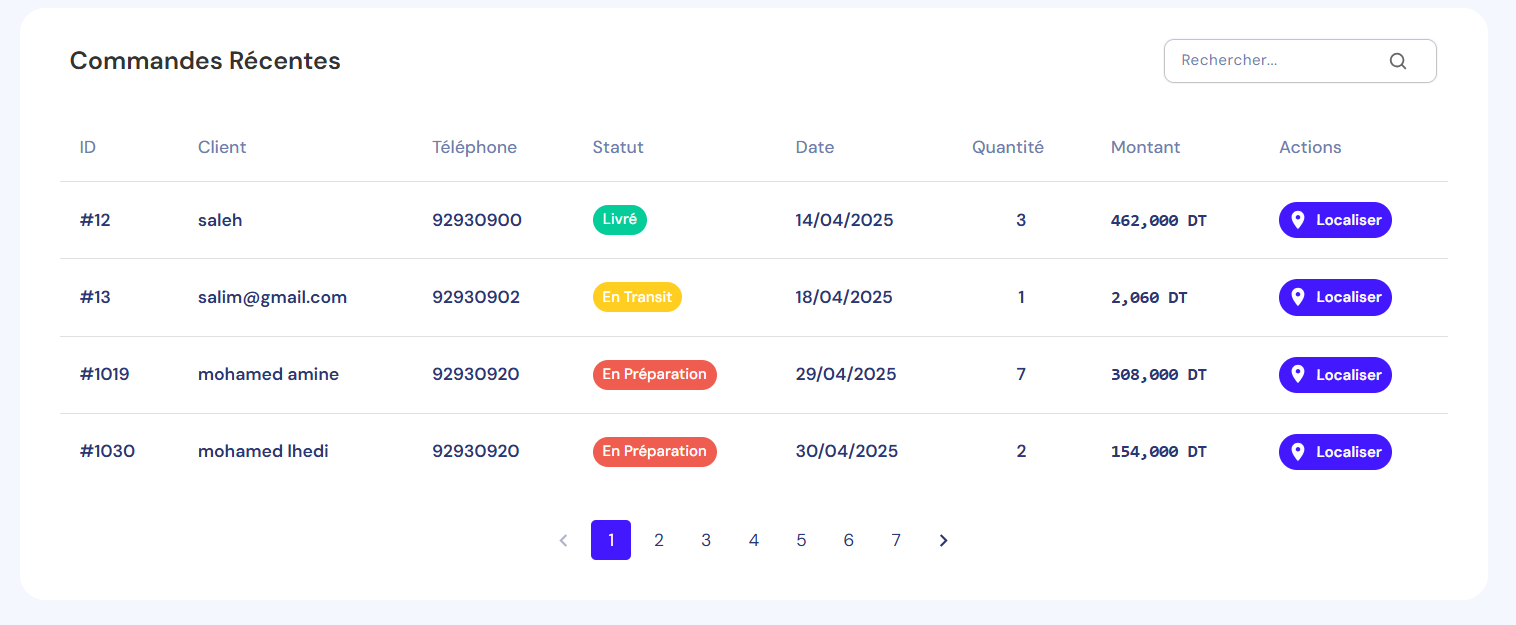 Commandes Récentes
Rechercher...
ID Client Téléphone Statut Date Quantité Montant Actions
#12 saleh 92930900 Livré 14/04/2025 3 462,000 DT Localiser
#13 salim@gmail.com 92930902 En Transit 18/04/2025 1 2,060 DT Localiser
#1019 mohamed amine 92930920 En Préparation 29/04/2025 7 308,000 DT Localiser
#1030 mohamed lhedi 92930920 En Préparation 30/04/2025 2 154,000 DT Localiser
1 2 3 4 5 6 7